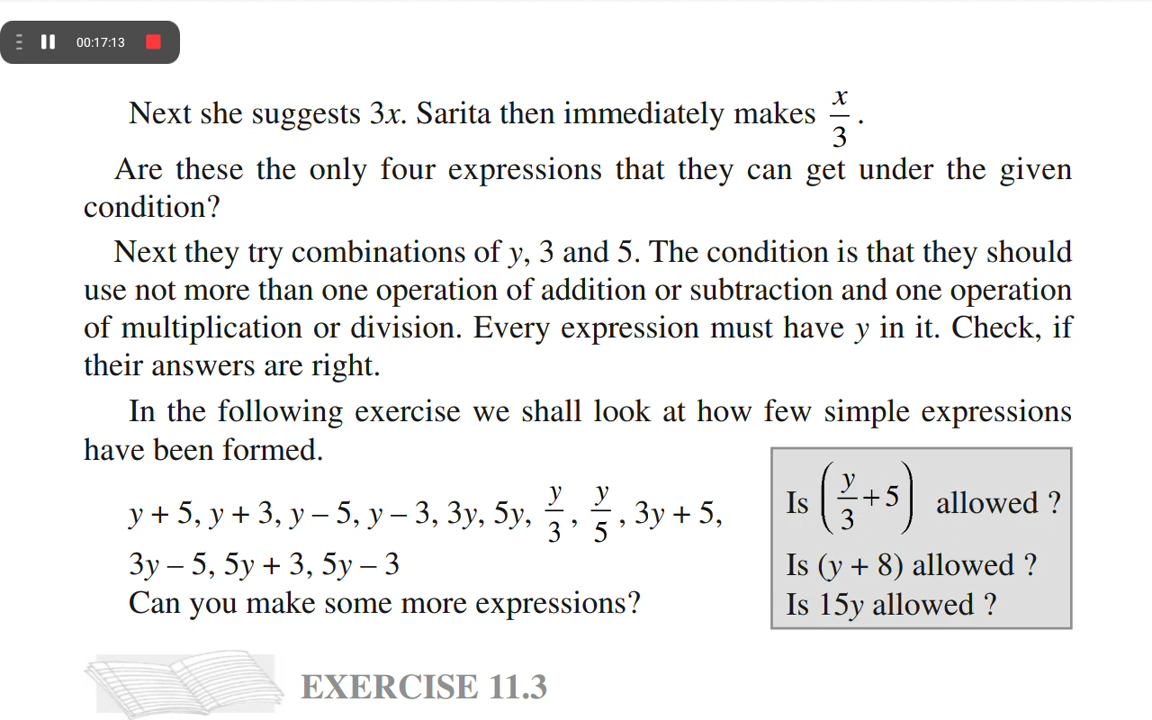 00:17:13
Next she suggests 3x. Sarita then immediately makes x/3.
Are these the only four expressions that they can get under the given
condition?
Next they try combinations of y, 3 and 5. The condition is that they should
use not more than one operation of addition or subtraction and one operation
of multiplication or division. Every expression must have y in it. Check, if
their answers are right.
In the following exercise we shall look at how few simple expressions
have been formed.
y + 5, y + 3, y – 5, y – 3, 3y, 5y, y/3, y/5, 3y + 5,
3y – 5, 5y + 3, 5y – 3
Can you make some more expressions?
Is (y/3 + 5) allowed ?
Is (y + 8) allowed ?
Is 15y allowed ?
EXERCISE 11.3